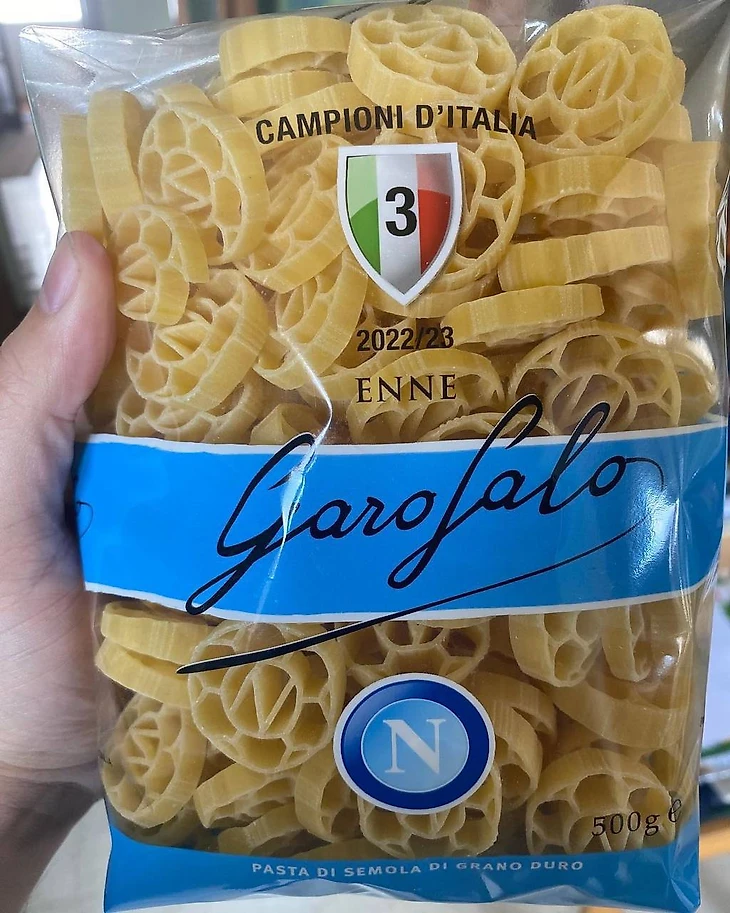 CAMPIONI D'ITALIA
3
2022/23
ENNE
Garofalo
N
500g e
PASTA DI SEMOLA DI GRANO DURO